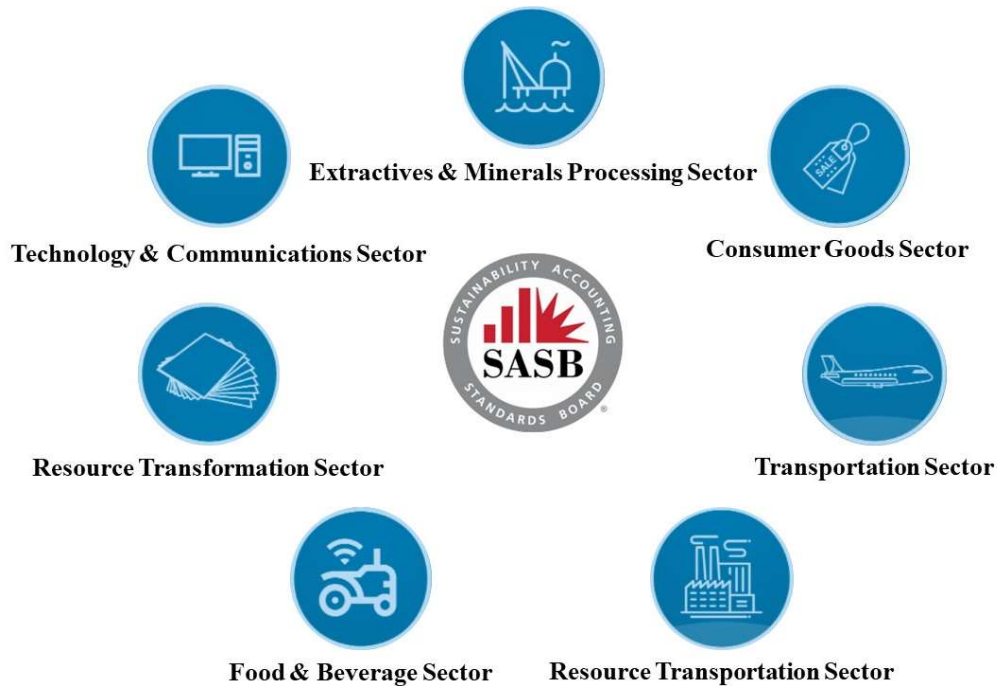 Extractives & Minerals Processing Sector
SALE
Technology & Communications Sector
Consumer Goods Sector
SUSTAINABILITY ACCOUNTING
SASB
STANDARDS BOARD
®
Resource Transformation Sector
Transportation Sector
Food & Beverage Sector
Resource Transportation Sector